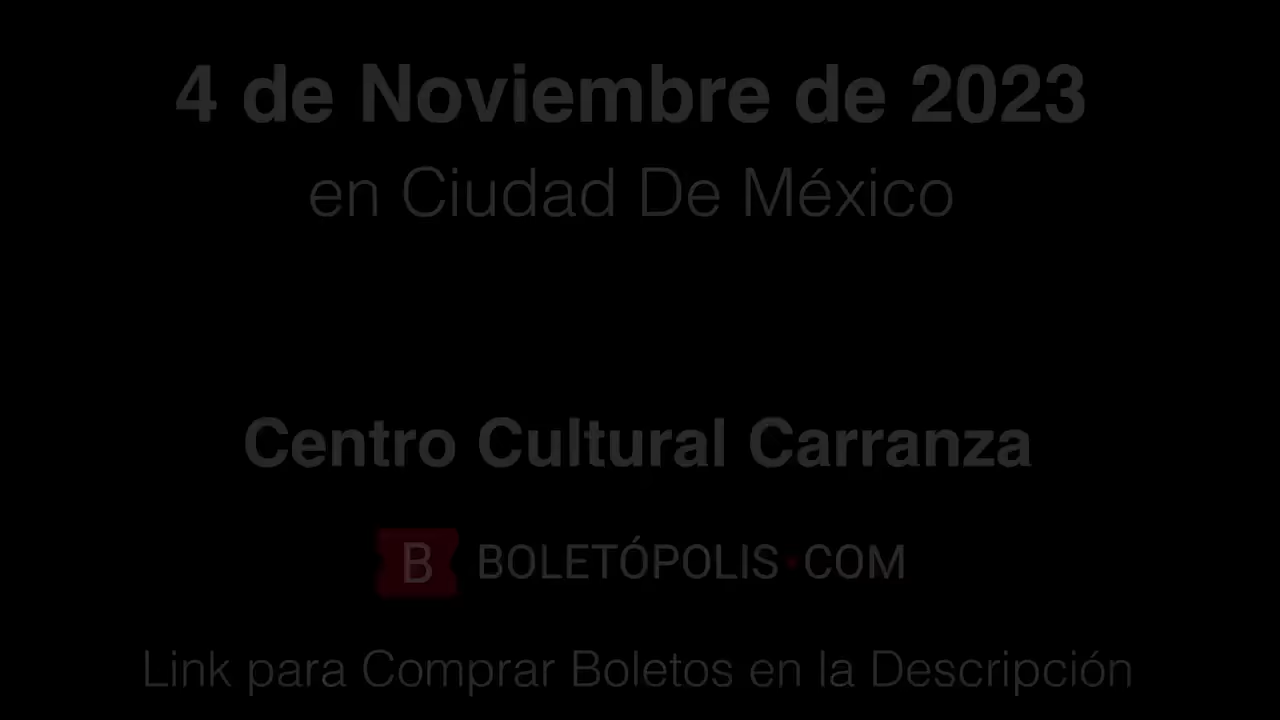 4 de Noviembre de 2023
en Ciudad De México
Centro Cultural Carranza
B BOLETÓPOLIS•COM
Link para Comprar Boletos en la Descripción